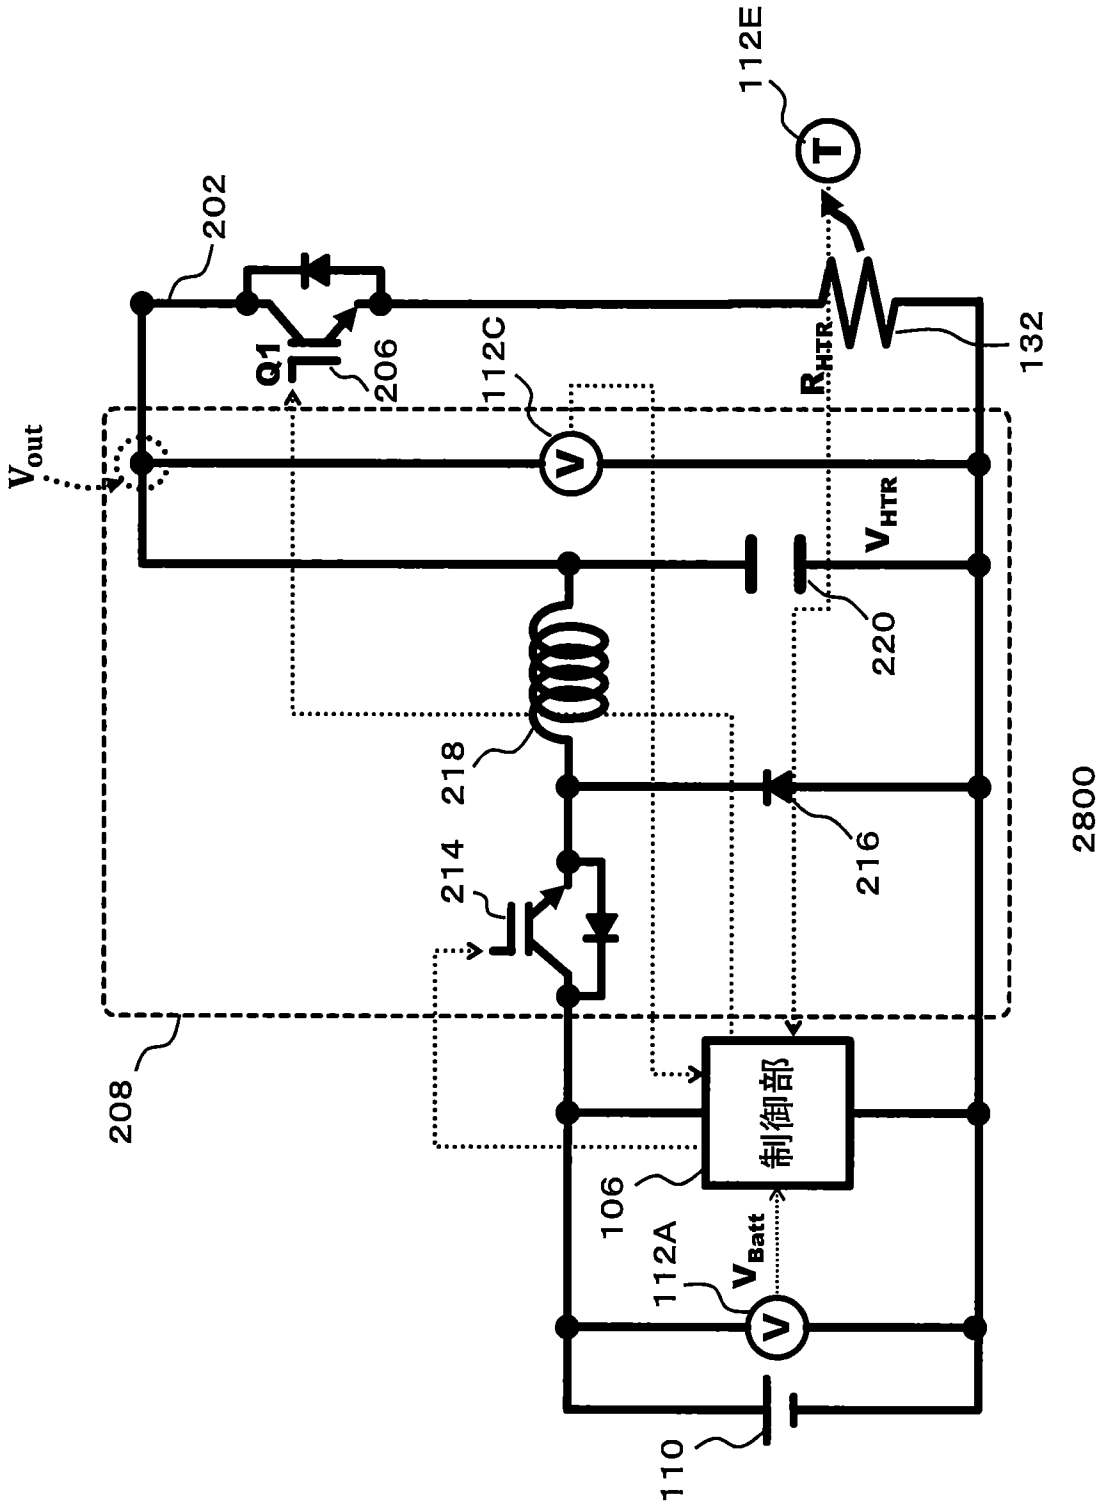 208
Vout
202
Q1
206
112C
V
214
218
112E
T
RHTR
132
VHTR
220
216
制御部
106
112A
VBatt
V
110
2800